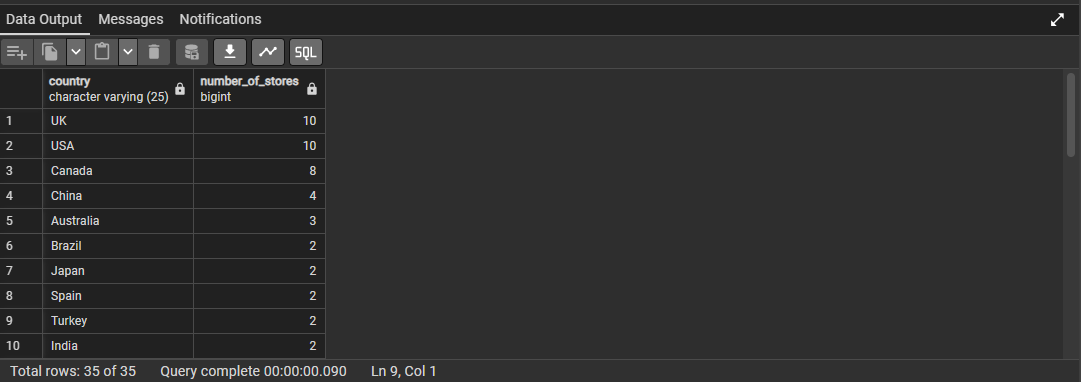 Data Output Messages Notifications
SQL
country number_of_stores
character varying (25) bigint
1 UK 10
2 USA 10
3 Canada 8
4 China 4
5 Australia 3
6 Brazil 2
7 Japan 2
8 Spain 2
9 Turkey 2
10 India 2
Total rows: 35 of 35 Query complete 00:00:00.090 Ln 9, Col 1